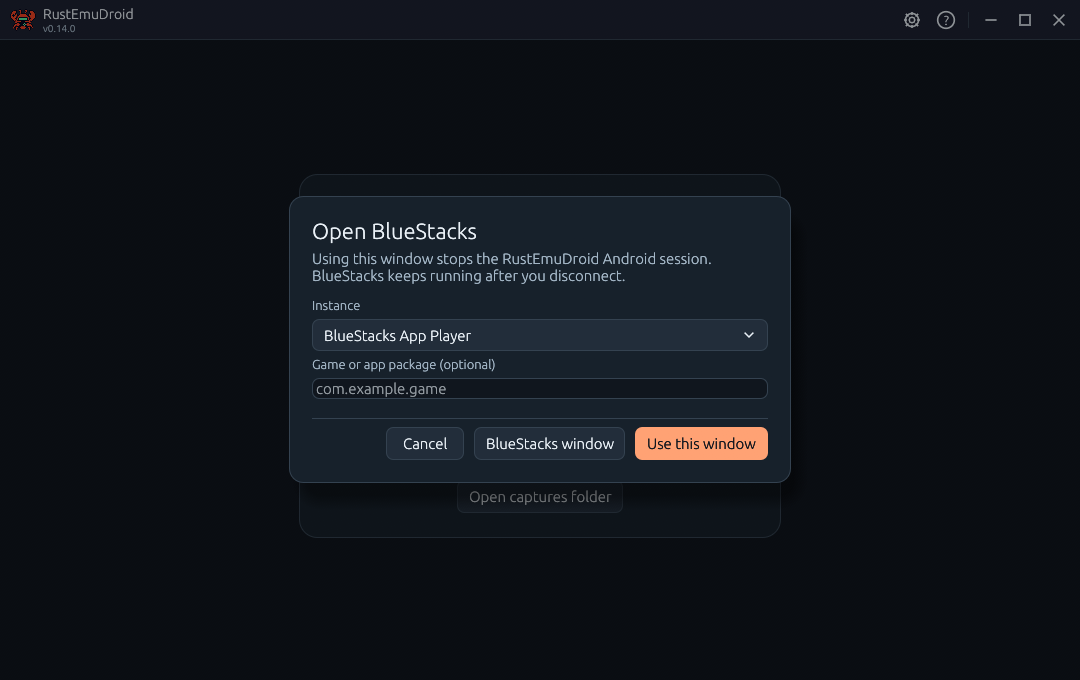 RustEmuDroid
v0.14.0
Open BlueStacks
Using this window stops the RustEmuDroid Android session.
BlueStacks keeps running after you disconnect.
Instance
BlueStacks App Player
Game or app package (optional)
com.example.game
Cancel
BlueStacks window
Use this window
Open captures folder